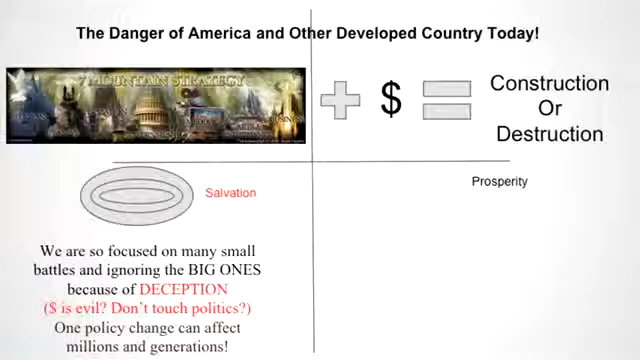 The Danger of America and Other Developed Country Today!
7 MOUNTAIN STRATEGY
$
Construction
Or
Destruction
Salvation
Prosperity
We are so focused on many small
battles and ignoring the BIG ONES
because of DECEPTION
($ is evil? Don't touch politics?)
One policy change can affect
millions and generations!